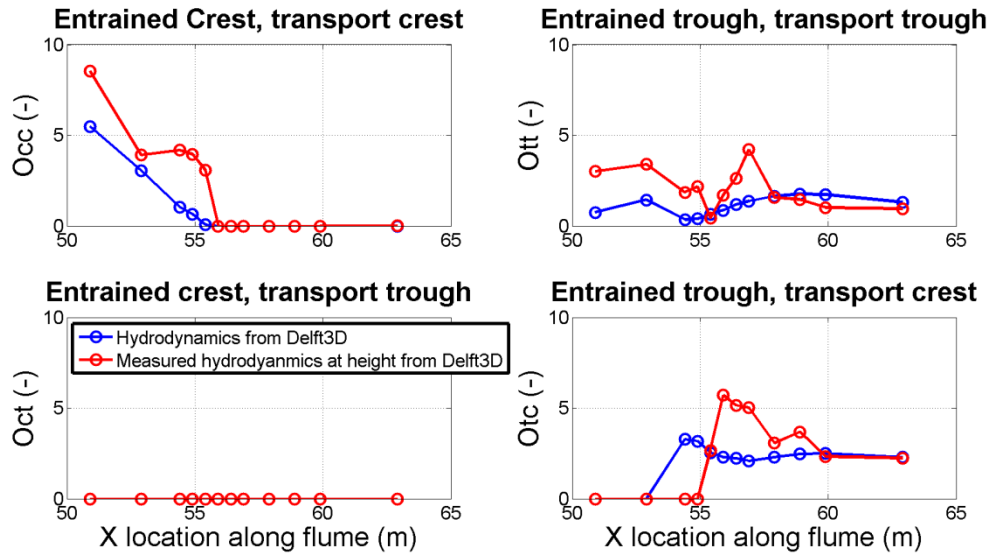 Entrained Crest, transport crest
10
5
0
50
55
60
65
Occ (-)
Entrained trough, transport trough
10
5
0
50
55
60
65
Ott (-)
Entrained crest, transport trough
Hydrodynamics from Delft3D
Measured hydrodyanmics at height from Delft3D
10
5
0
50
55
60
65
Oct (-)
X location along flume (m)
Entrained trough, transport crest
10
5
0
50
55
60
65
Otc (-)
X location along flume (m)